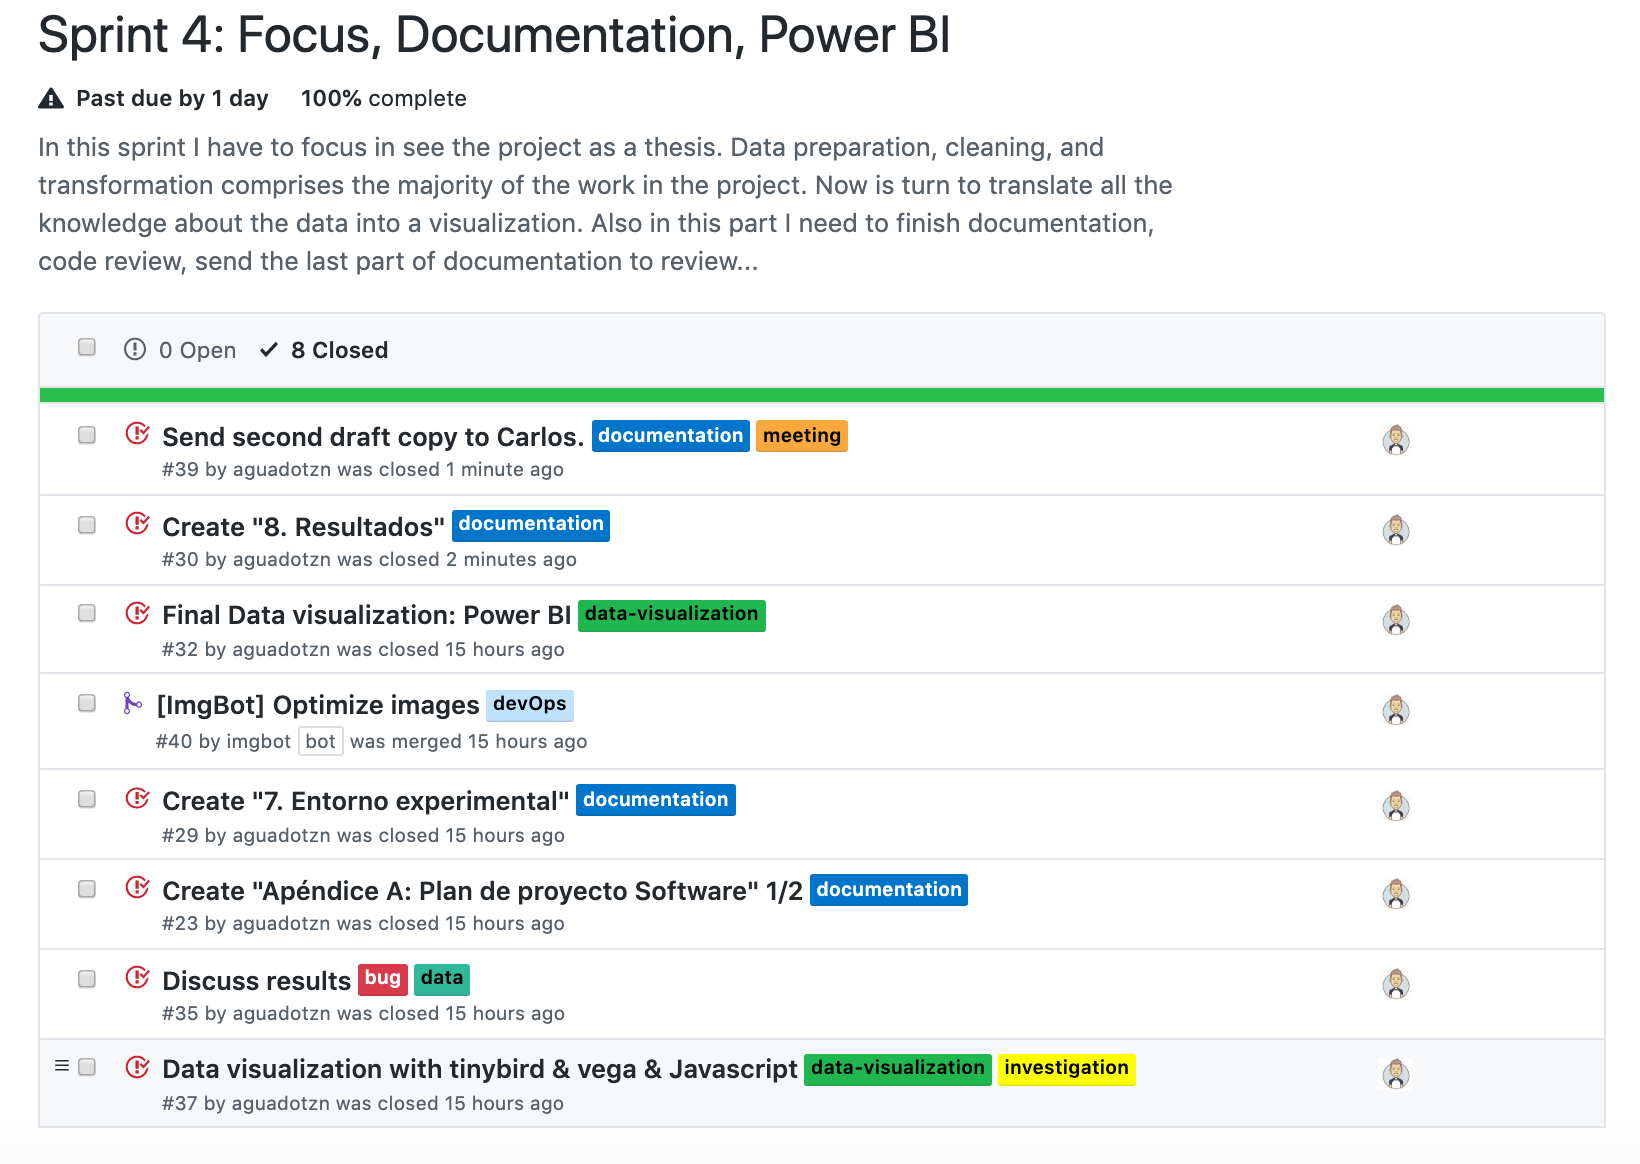 Sprint 4: Focus, Documentation, Power BI
Past due by 1 day 100% complete
In this sprint I have to focus in see the project as a thesis. Data preparation, cleaning, and
transformation comprises the majority of the work in the project. Now is turn to translate all the
knowledge about the data into a visualization. Also in this part I need to finish documentation,
code review, send the last part of documentation to review...
0 Open 8 Closed
Send second draft copy to Carlos. documentation meeting
#39 by aguadotzn was closed 1 minute ago
Create "8. Resultados" documentation
#30 by aguadotzn was closed 2 minutes ago
Final Data visualization: Power BI data-visualization
#32 by aguadotzn was closed 15 hours ago
[ImgBot] Optimize images devOps
#40 by imgbot bot was merged 15 hours ago
Create "7. Entorno experimental" documentation
#29 by aguadotzn was closed 15 hours ago
Create "Apéndice A: Plan de proyecto Software" 1/2 documentation
#23 by aguadotzn was closed 15 hours ago
Discuss results bug data
#35 by aguadotzn was closed 15 hours ago
Data visualization with tinybird & vega & Javascript data-visualization investigation
#37 by aguadotzn was closed 15 hours ago